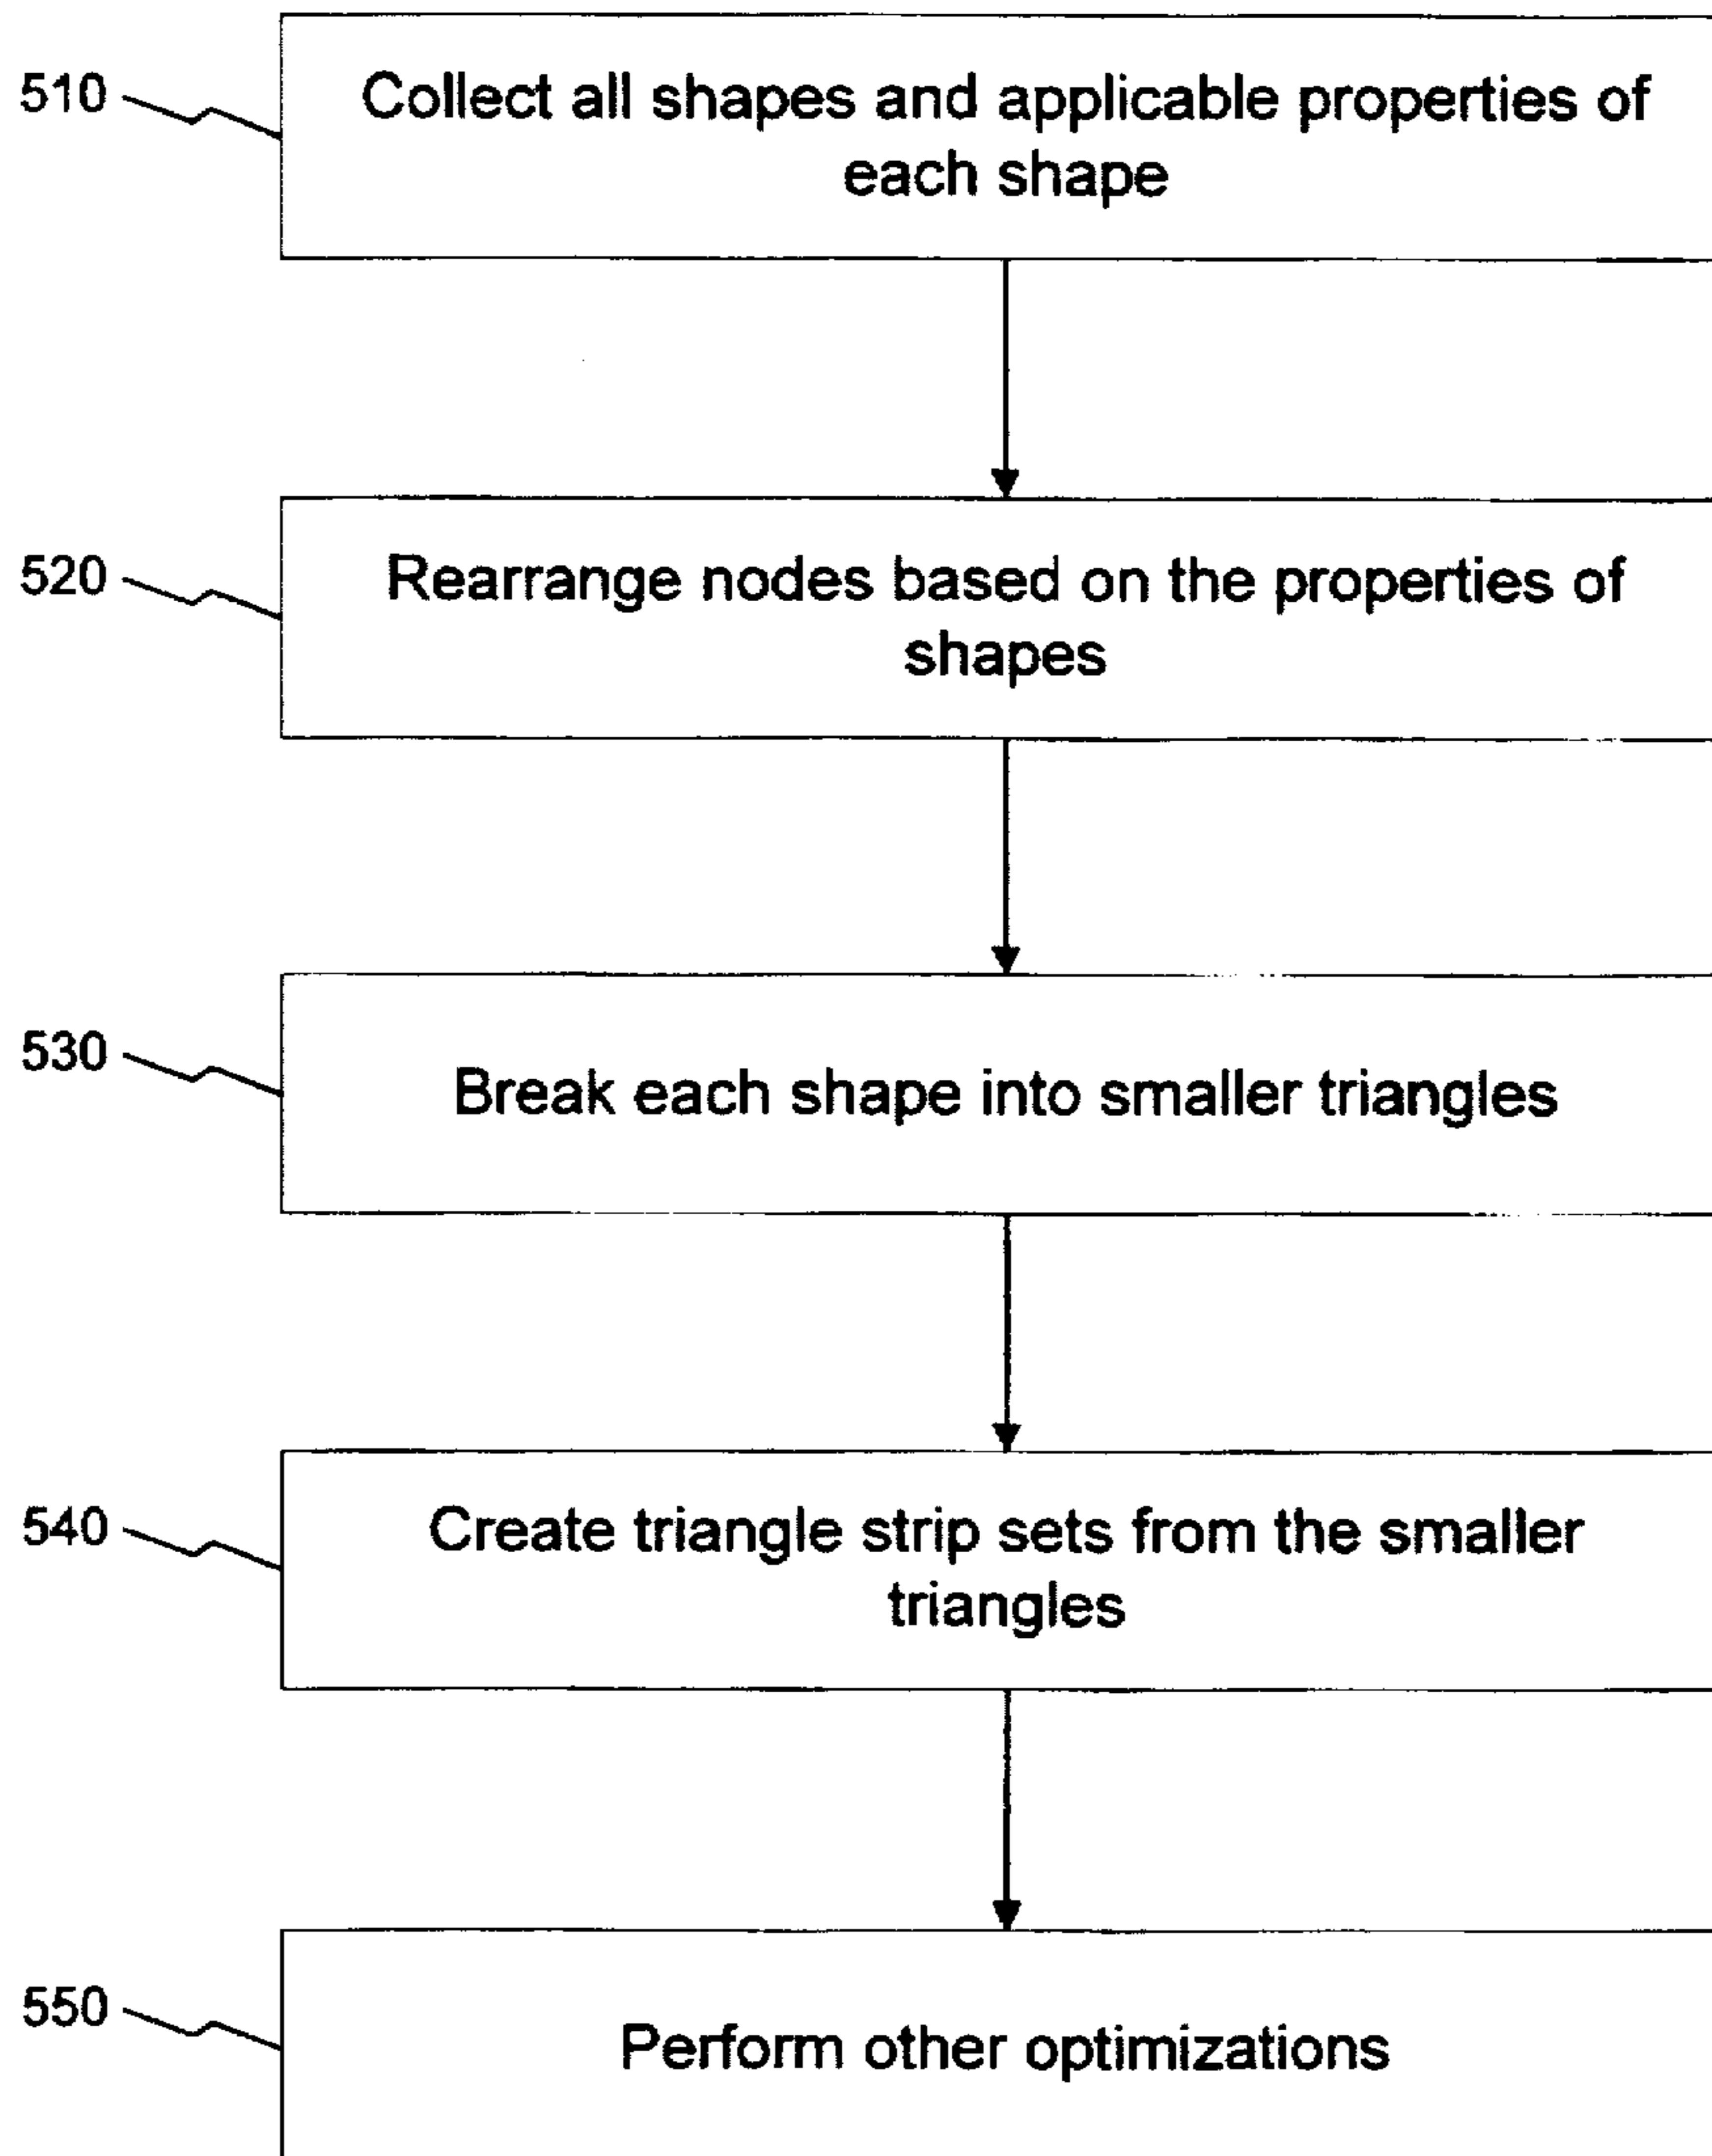 510
Collect all shapes and applicable properties of
each shape
520
Rearrange nodes based on the properties of
shapes
530
Break each shape into smaller triangles
540
Create triangle strip sets from the smaller
triangles
550
Perform other optimizations